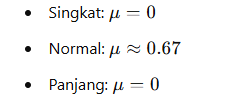 • Singkat: μ = 0
• Normal: μ ≈ 0.67
• Panjang: μ = 0